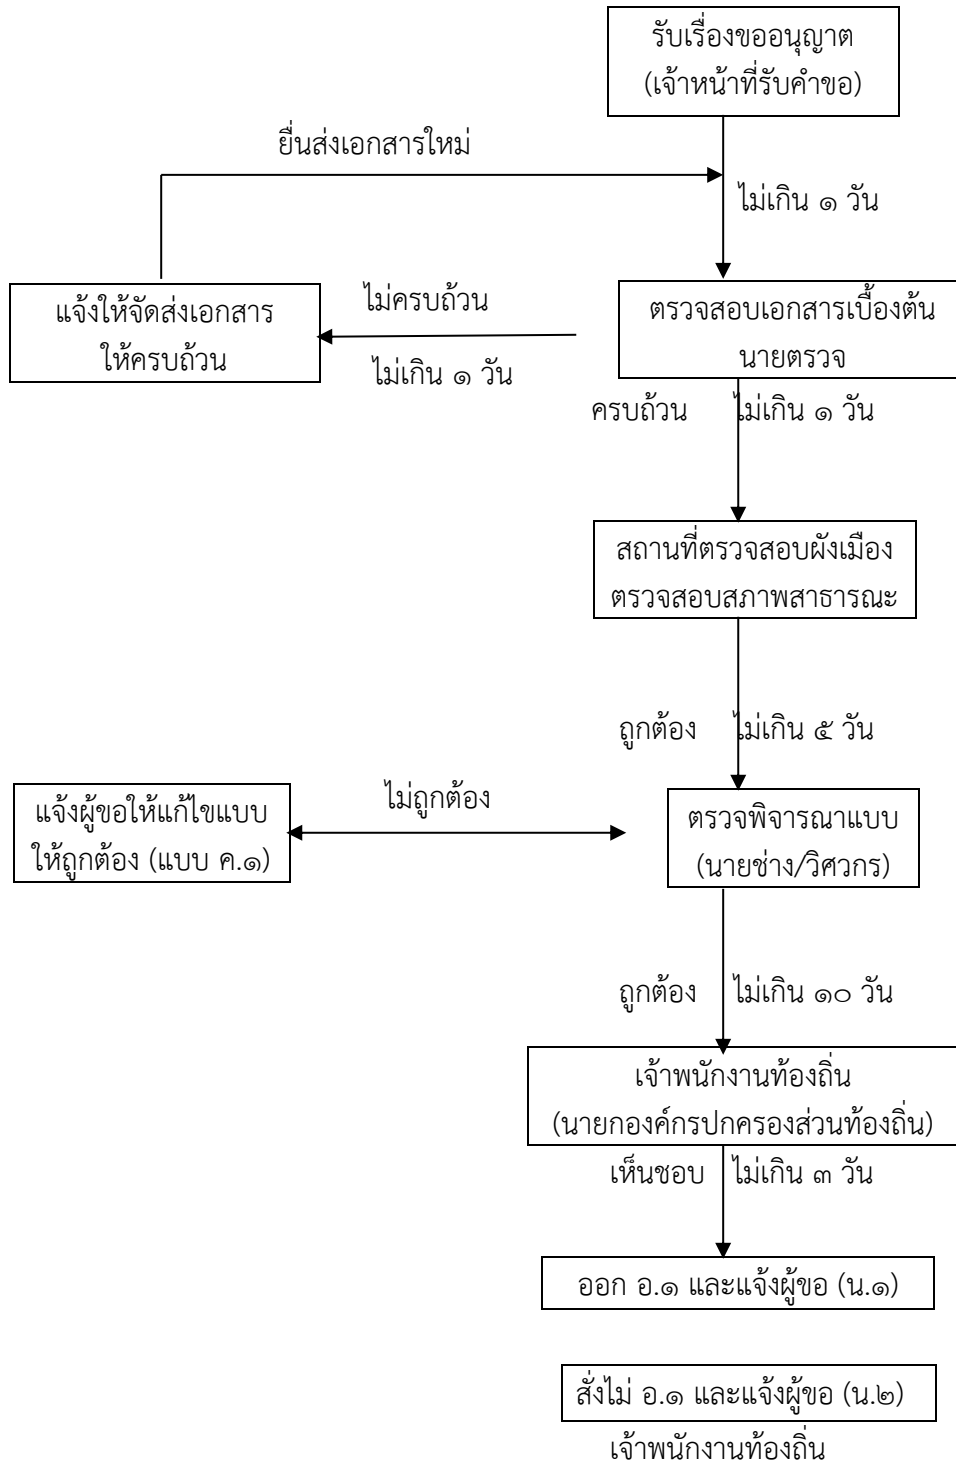 รับเรื่องขออนุญาต
(เจ้าหน้าที่รับคำขอ)
ยื่นส่งเอกสารใหม่
ไม่เกิน ๑ วัน
แจ้งให้จัดส่งเอกสาร
ให้ครบถ้วน
ไม่ครบถ้วน
ไม่เกิน ๑ วัน
ตรวจสอบเอกสารเบื้องต้น
นายตรวจ
ครบถ้วน ไม่เกิน ๑ วัน
สถานที่ตรวจสอบผังเมือง
ตรวจสอบสภาพสาธารณะ
ถูกต้อง ไม่เกิน ๕ วัน
แจ้งผู้ขอให้แก้ไขแบบ
ให้ถูกต้อง (แบบ ค.๑)
ไม่ถูกต้อง
ตรวจพิจารณาแบบ
(นายช่าง/วิศวกร)
ถูกต้อง ไม่เกิน ๑๐ วัน
เจ้าพนักงานท้องถิ่น
(นายกองค์กรปกครองส่วนท้องถิ่น)
เห็นชอบ ไม่เกิน ๓ วัน
ออก อ.๑ และแจ้งผู้ขอ (น.๑)
สั่งไม่ อ.๑ และแจ้งผู้ขอ (น.๒)
เจ้าพนักงานท้องถิ่น